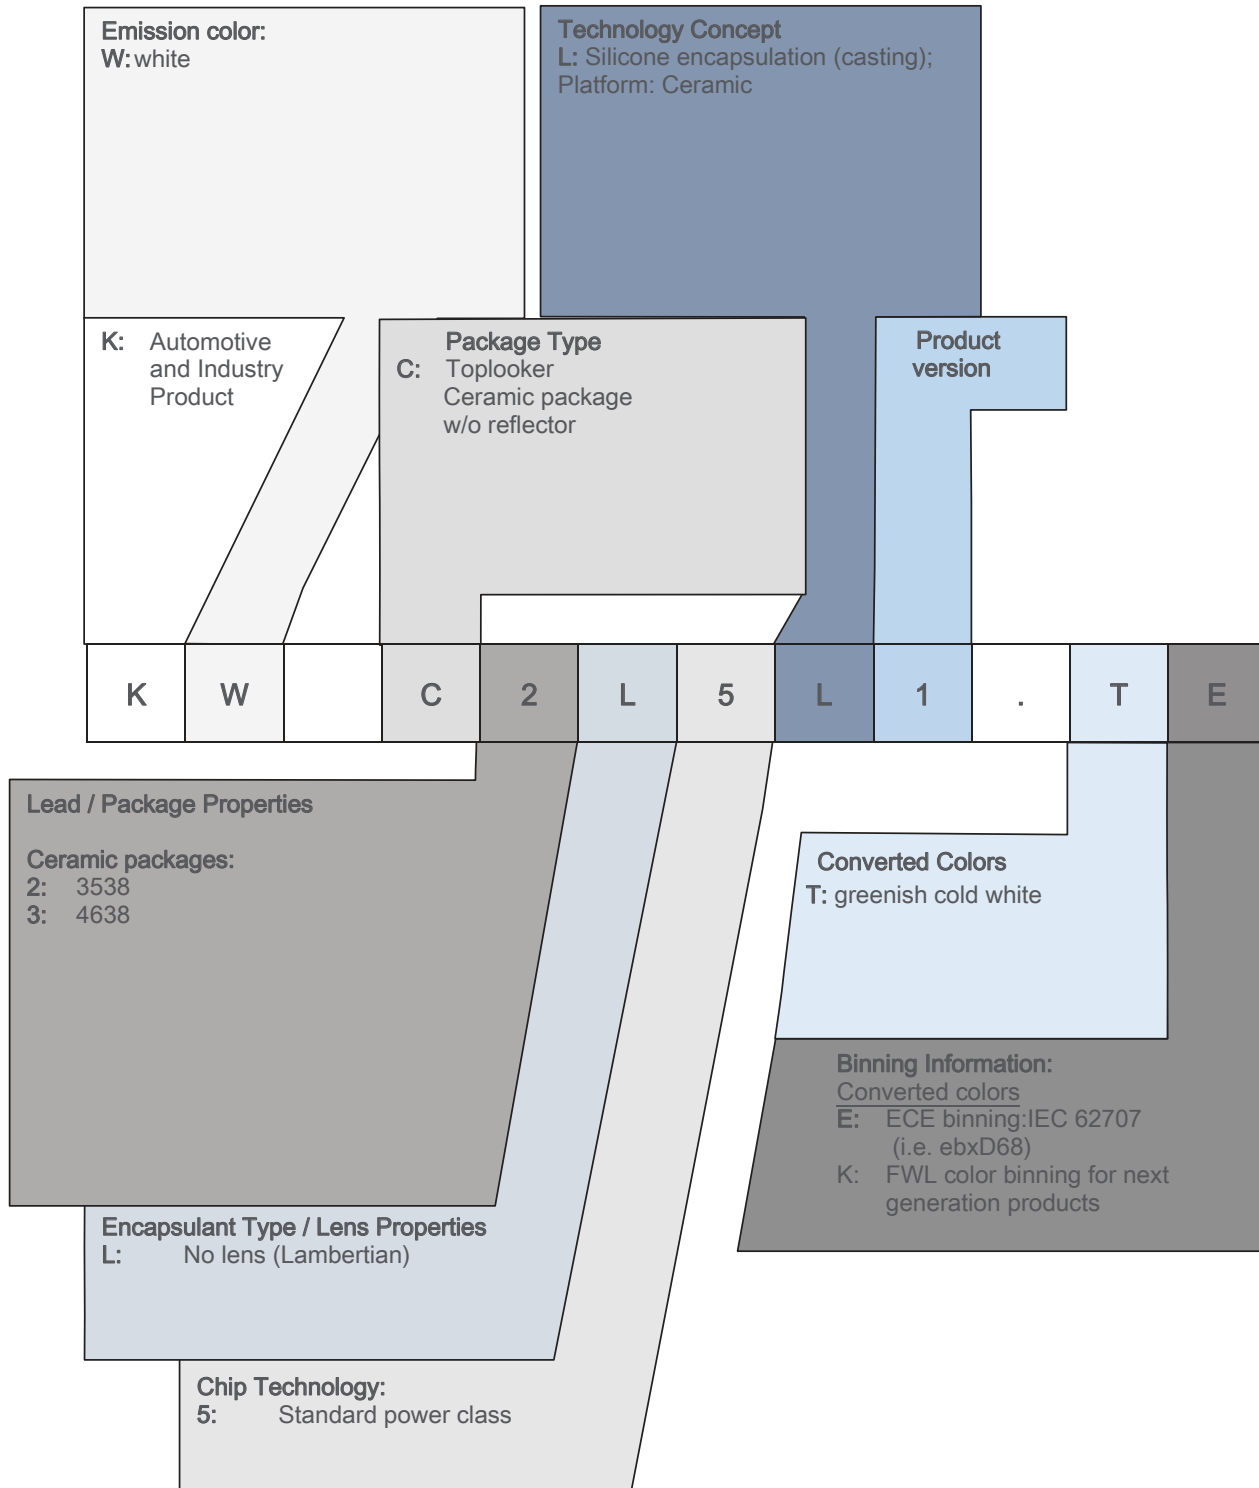 Emission color:
W: white
Technology Concept
L: Silicone encapsulation (casting);
Platform: Ceramic
K: Automotive
and Industry
Product
Package Type
C: Toplooker
Ceramic package
w/o reflector
Product
version
K W C 2 L 5 L 1 . T E
Lead / Package Properties
Ceramic packages:
2: 3538
3: 4638
Converted Colors
T: greenish cold white
Binning Information:
Converted colors
E: ECE binning:IEC 62707
(i.e. ebxD68)
K: FWL color binning for next
generation products
Encapsulant Type / Lens Properties
L: No lens (Lambertian)
Chip Technology:
5: Standard power class